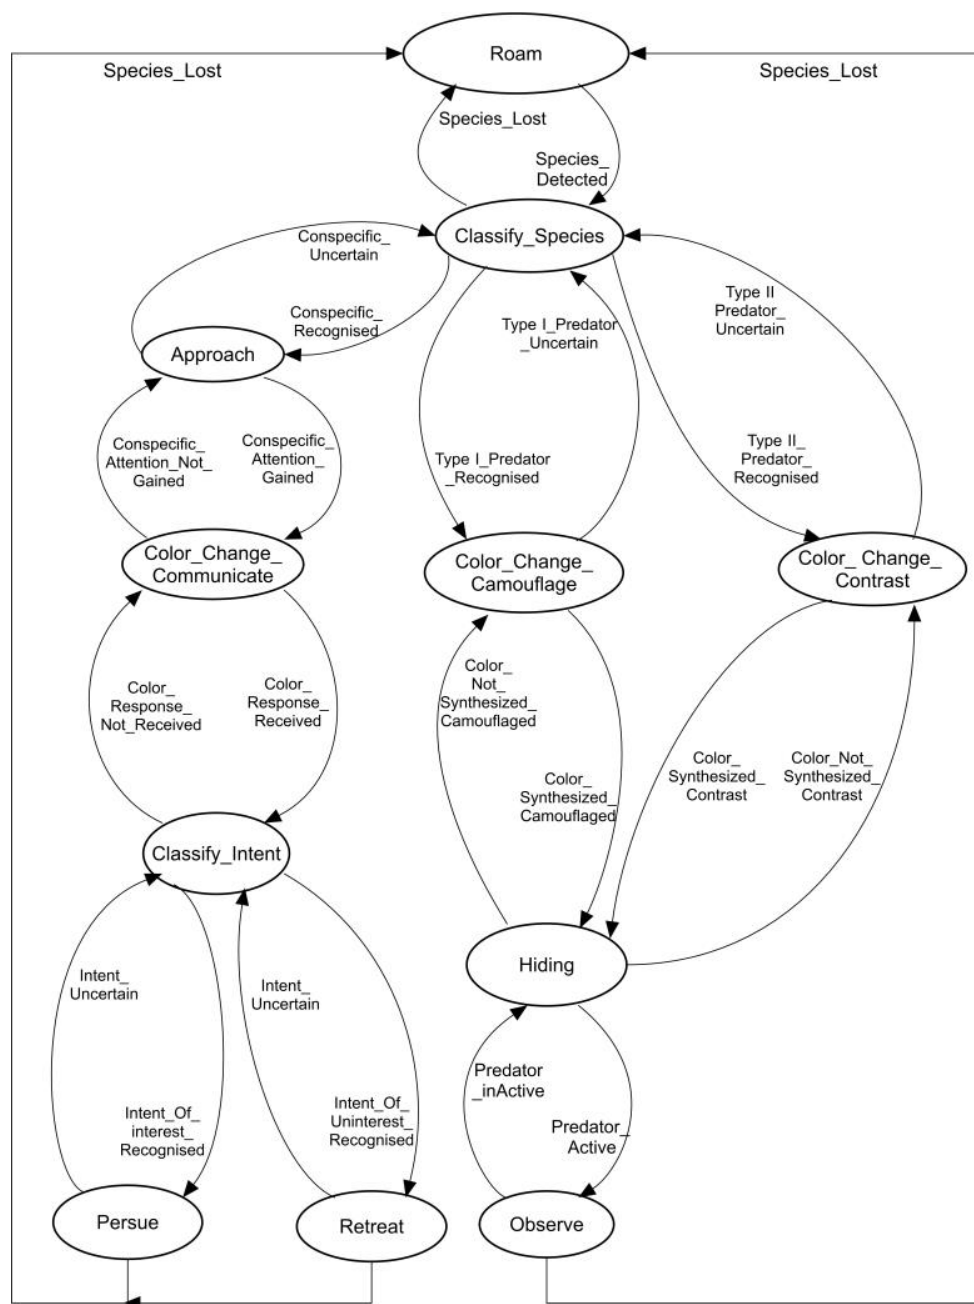 Roam
Species_Lost
Species_Lost
Species_Lost
Species_
Detected
Classify_Species
Conspecific_
Uncertain
Conspecific_
Recognised
Type I_Predator
_Uncertain
Type II
Predator_
Uncertain
Approach
Conspecific_
Attention_Not_
Gained
Conspecific_
Attention_
Gained
Type I_Predator
_Recognised
Type II_
Predator_
Recognised
Color_Change_
Communicate
Color_Change_
Camouflage
Color_ Change_
Contrast
Color_
Response_
Not_Received
Color_
Response_
Received
Color_
Not_
Synthesized_
Camouflaged
Color_
Synthesized_
Camouflaged
Color_
Synthesized_
Contrast
Color_Not_
Synthesized_
Contrast
Classify_Intent
Hiding
Intent_
Uncertain
Intent_
Uncertain
Intent_Of_
interest_
Recognised
Intent_Of_
Uninterest_
Recognised
Predator
_inActive
Predator_
Active
Persue
Retreat
Observe